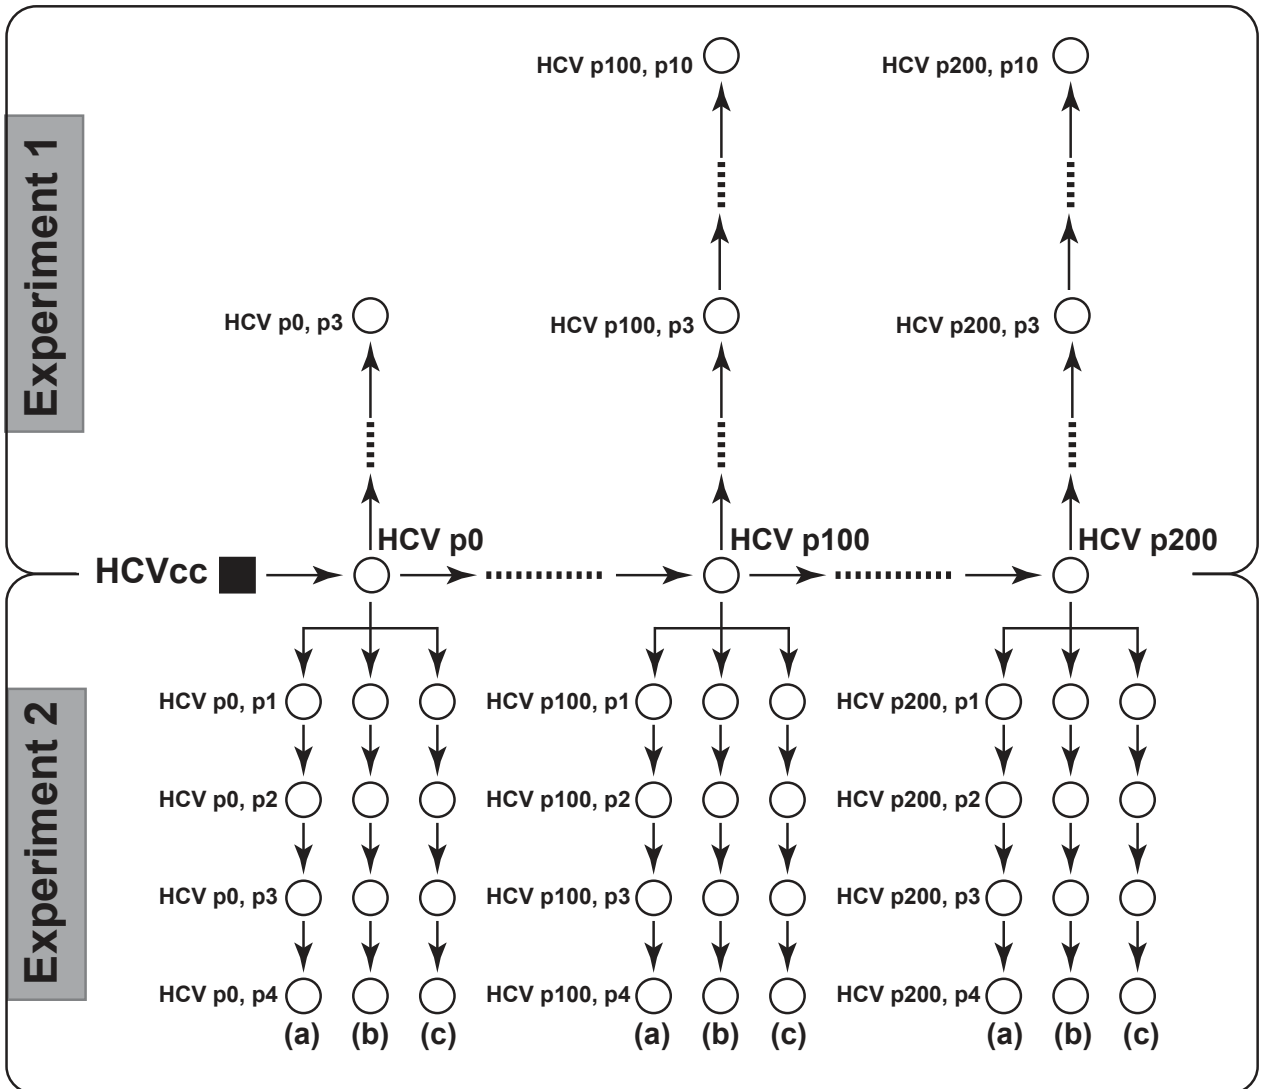 Experiment 1
HCV p100, p10
HCV p200, p10
HCV p0, p3
HCV p100, p3
HCV p200, p3
HCV p0
HCV p100
HCV p200
HCVcc
Experiment 2
HCV p0, p1
HCV p100, p1
HCV p200, p1
HCV p0, p2
HCV p100, p2
HCV p200, p2
HCV p0, p3
HCV p100, p3
HCV p200, p3
HCV p0, p4
HCV p100, p4
HCV p200, p4
(a) (b) (c)
(a) (b) (c)
(a) (b) (c)